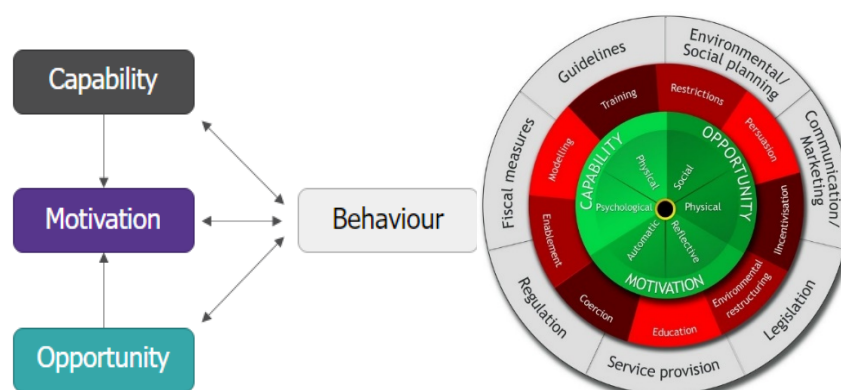 Capability
Motivation
Opportunity
Behaviour
Guidelines
Environmental/
Social planning
Communication/
Marketing
Legislation
Service provision
Regulation
Fiscal measures
Training
Restrictions
Persuasion
IIncentivisation
Environmental
restructuring
Education
Coercion
Enablement
Modelling
CAPABILITY
OPPORTUNITY
MOTIVATION
Physical
Social
Psychological
Physical
Automatic
Reflective